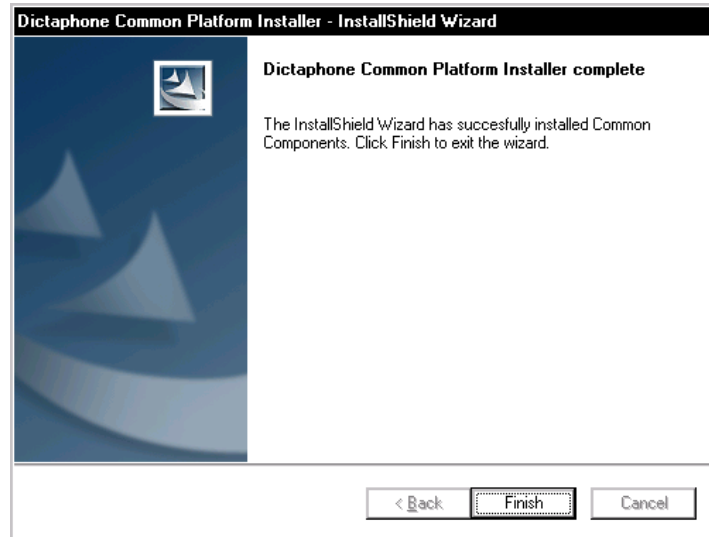 Dictaphone Common Platform Installer - InstallShield Wizard
Dictaphone Common Platform Installer complete
The InstallShield Wizard has succesfully installed Common
Components. Click Finish to exit the wizard.
< Back Finish Cancel